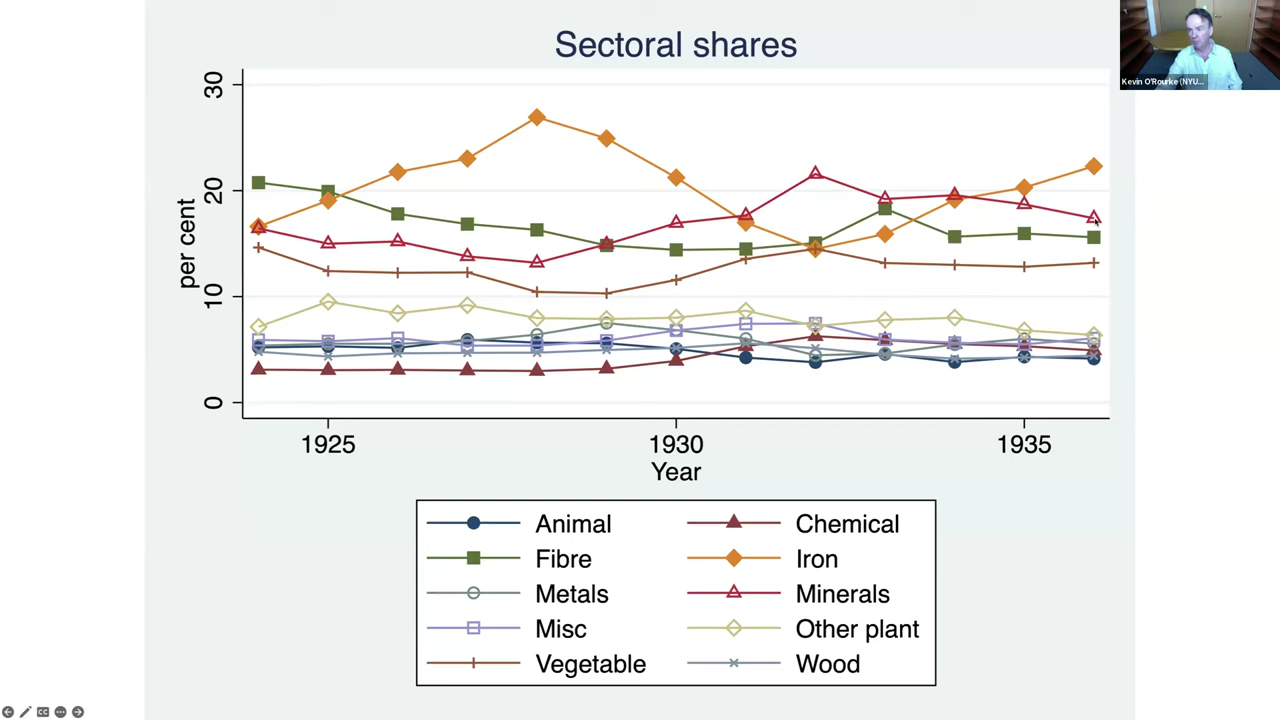 Sectoral shares
Kevin O'Rourke (NYU...
30
20
10
0
per cent
1925 1930 1935
Year
Animal Chemical
Fibre Iron
Metals Minerals
Misc Other plant
Vegetable Wood
CC